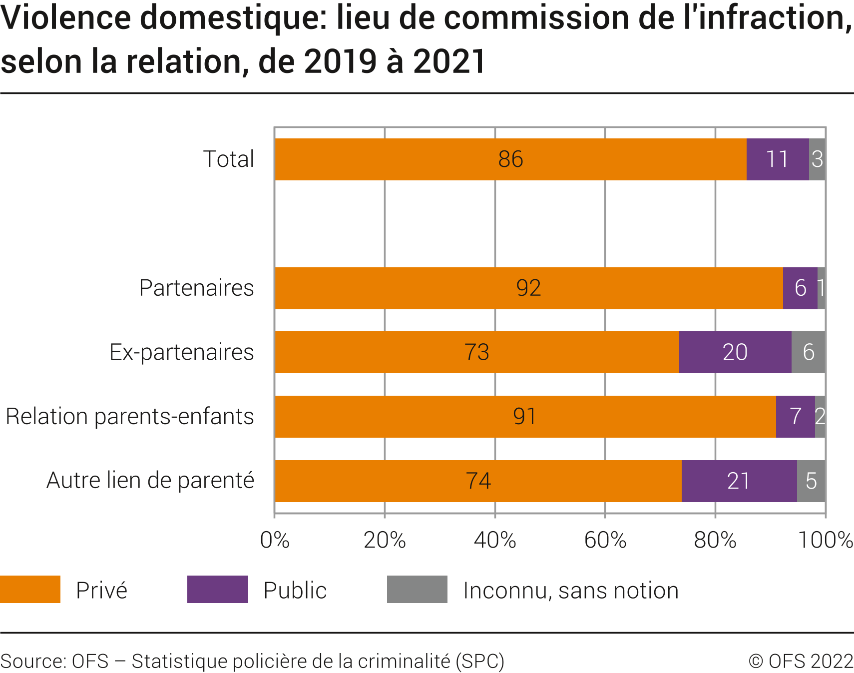 Violence domestique: lieu de commission de l'infraction,
selon la relation, de 2019 à 2021
Total 86 11 3
Partenaires 92 6 1
Ex-partenaires 73 20 6
Relation parents-enfants 91 7 2
Autre lien de parenté 74 21 5
0% 20% 40% 60% 80% 100%
Privé Public Inconnu, sans notion
Source: OFS – Statistique policière de la criminalité (SPC) © OFS 2022